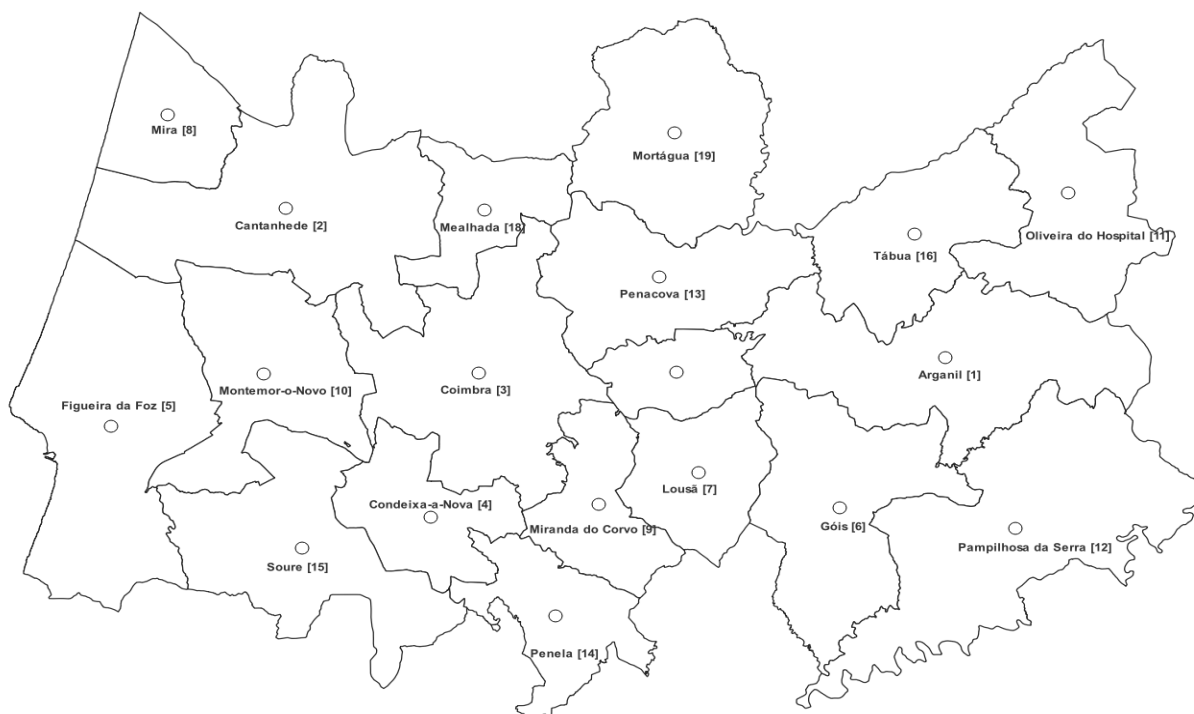 Mira [8]
Mortágua [19]
Cantanhede [2]
Mealhada [18]
Oliveira do Hospital [11]
Tábua [16]
Penacova [13]
Arganil [1]
Montemor-o-Novo [10]
Coimbra [3]
Figueira da Foz [5]
Lousã [7]
Condeixa-a-Nova [4]
Miranda do Corvo [9]
Góis [6]
Pampilhosa da Serra [12]
Soure [15]
Penela [14]